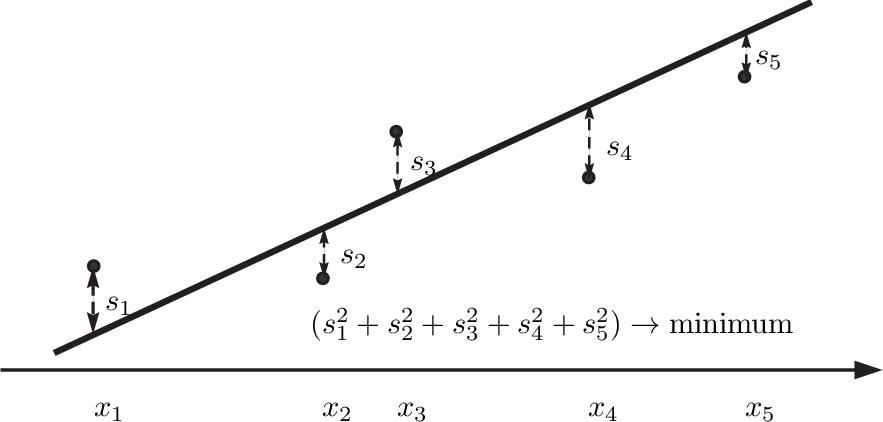 s₅
s₄
s₃
s₂
s₁
(s₁² + s₂² + s₃² + s₄² + s₅²) → minimum
x₁ x₂ x₃ x₄ x₅